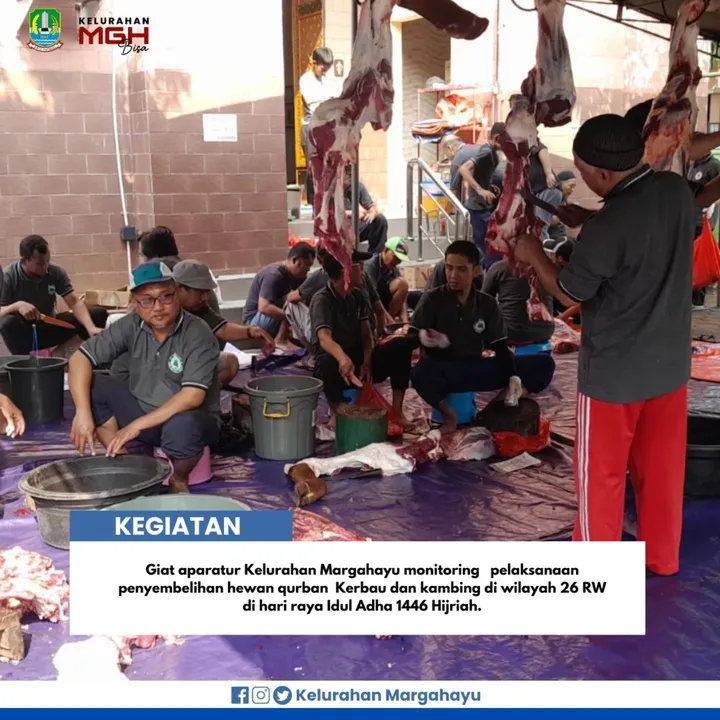 KELURAHAN
MGH
Bisa
KEGIATAN
Giat aparatur Kelurahan Margahayu monitoring pelaksanaan
penyembelihan hewan qurban Kerbau dan kambing di wilayah 26 RW
di hari raya Idul Adha 1446 Hijriah.
Kelurahan Margahayu